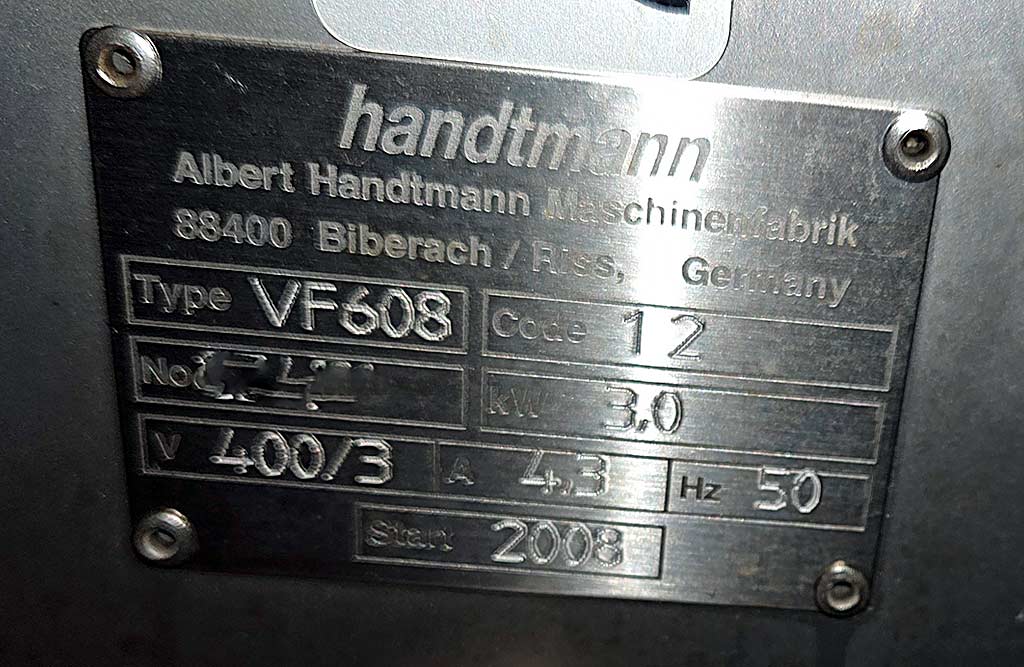 handtmann
Albert Handtmann Maschinenfabrik
88400 Biberach / Riss, Germany
Type VF608 Code 12
No kW 3,0
V 400/3 A 4,3 Hz 50
Start 2008